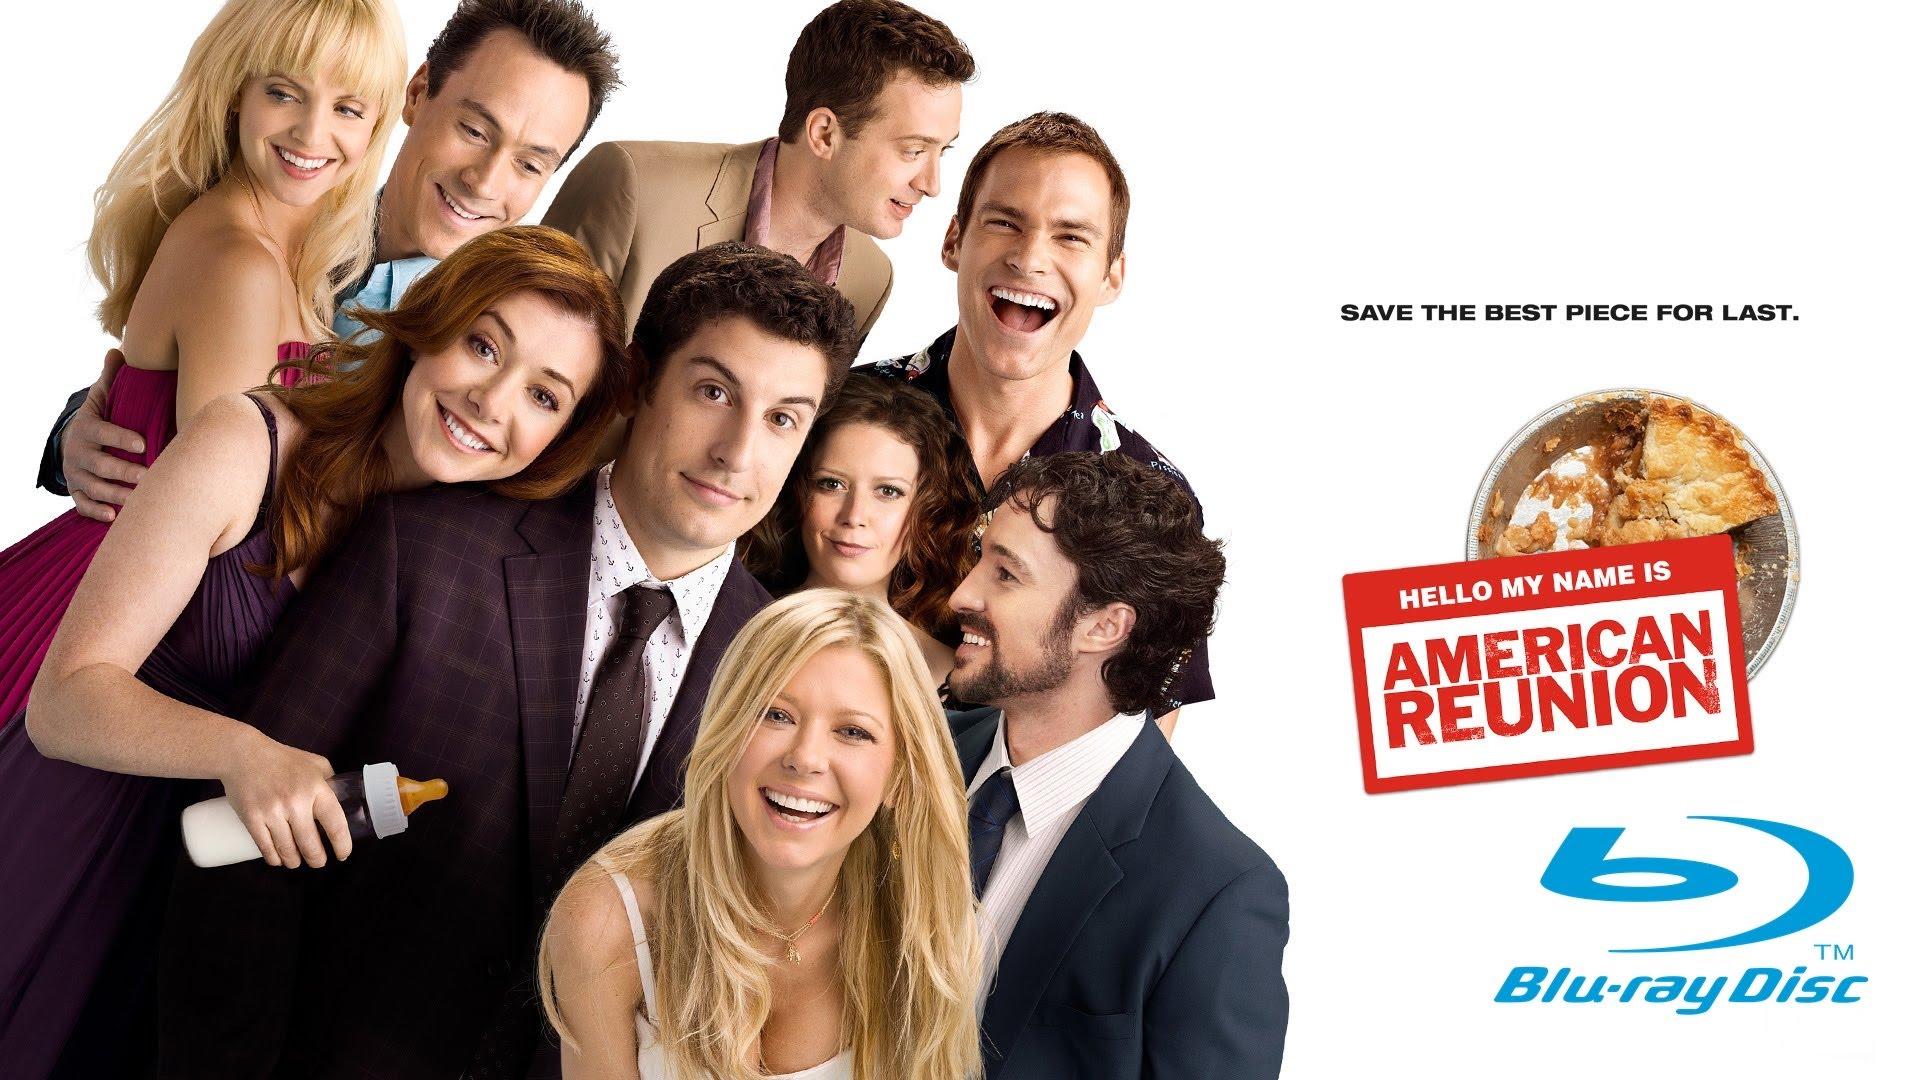 SAVE THE BEST PIECE FOR LAST.
HELLO MY NAME IS
AMERICAN
REUNION
TM
Blu-ray Disc